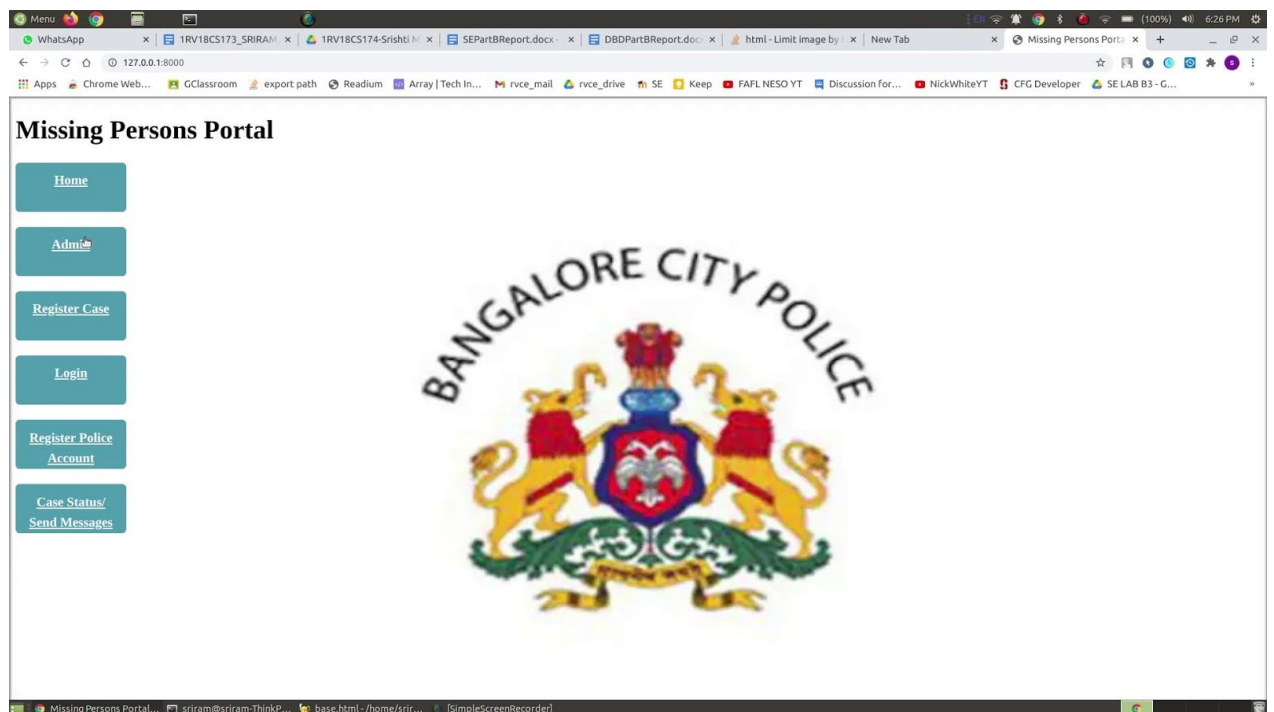 Menu
EN
(100%)
6:26 PM
WhatsApp
1RV18CS173_SRIRAM
1RV18CS174-Srishti M
SEPartBReport.docx -
DBDPartBReport.doc
html - Limit image by
New Tab
Missing Persons Porta
127.0.0.1:8000
Apps
Chrome Web...
GClassroom
export path
Readium
Array | Tech In...
rvce_mail
rvce_drive
SE
Keep
FAFL NESO YT
Discussion for...
NickWhiteYT
CFG Developer
SE LAB B3 - G...
Missing Persons Portal
Home
Admin
Register Case
Login
Register Police
Account
Case Status/
Send Messages
BANGALORE CITY POLICE
Missing Persons Portal...
sriram@sriram-ThinkP...
base.html - /home/srir...
[SimpleScreenRecorder]